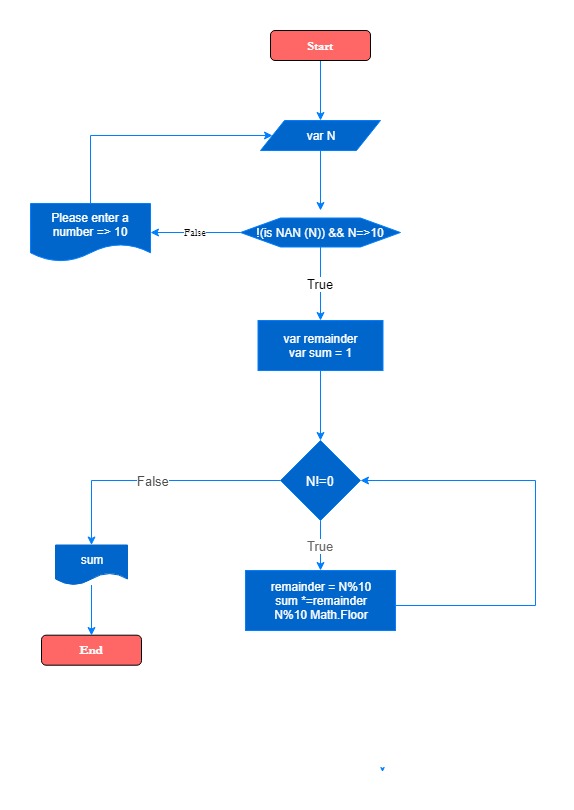 Start
var N
Please enter a
number => 10
False
!(is NAN (N)) && N=>10
True
var remainder
var sum = 1
N!=0
False
True
sum
remainder = N%10
sum *=remainder
N%10 Math.Floor
End